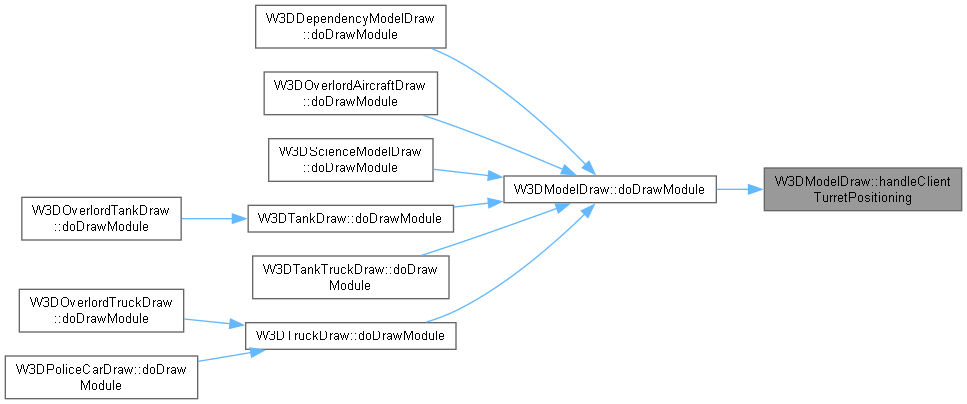 W3DDependencyModelDraw
::doDrawModule
W3DOverlordAircraftDraw
::doDrawModule
W3DScienceModelDraw
::doDrawModule
W3DModelDraw::doDrawModule
W3DModelDraw::handleClient
TurretPositioning
W3DOverlordTankDraw
::doDrawModule
W3DTankDraw::doDrawModule
W3DTankTruckDraw::doDraw
Module
W3DOverlordTruckDraw
::doDrawModule
W3DTruckDraw::doDrawModule
W3DPoliceCarDraw::doDraw
Module